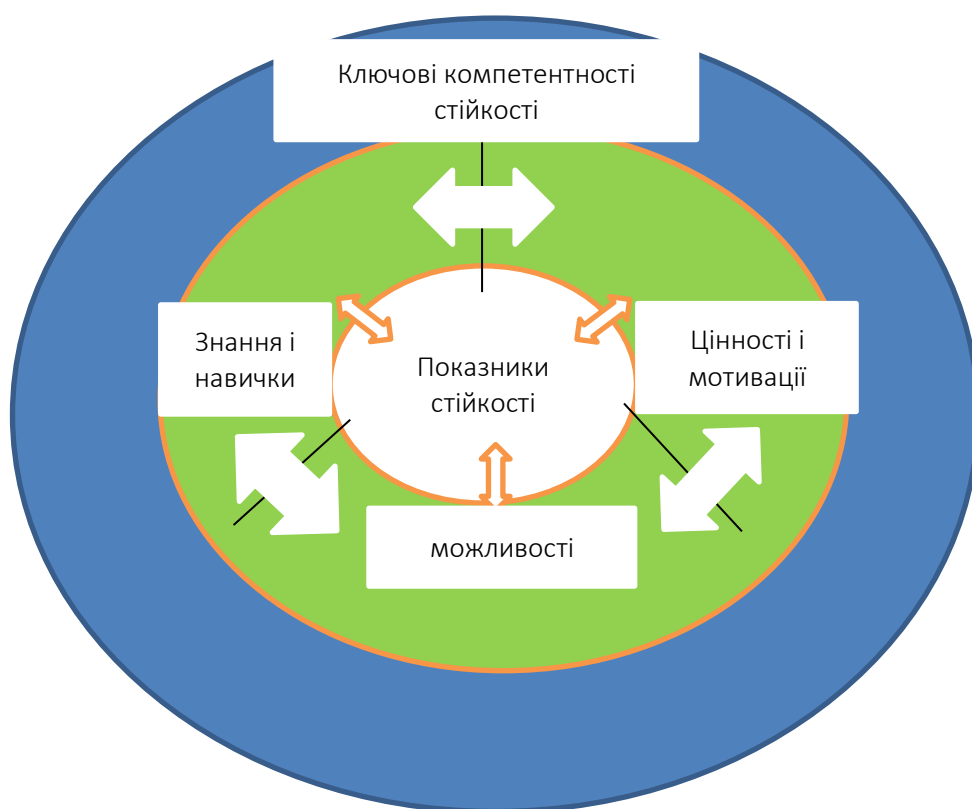 Ключові компетентності
стійкості
Знання і
навички
Показники
стійкості
Цінності і
мотивації
можливості